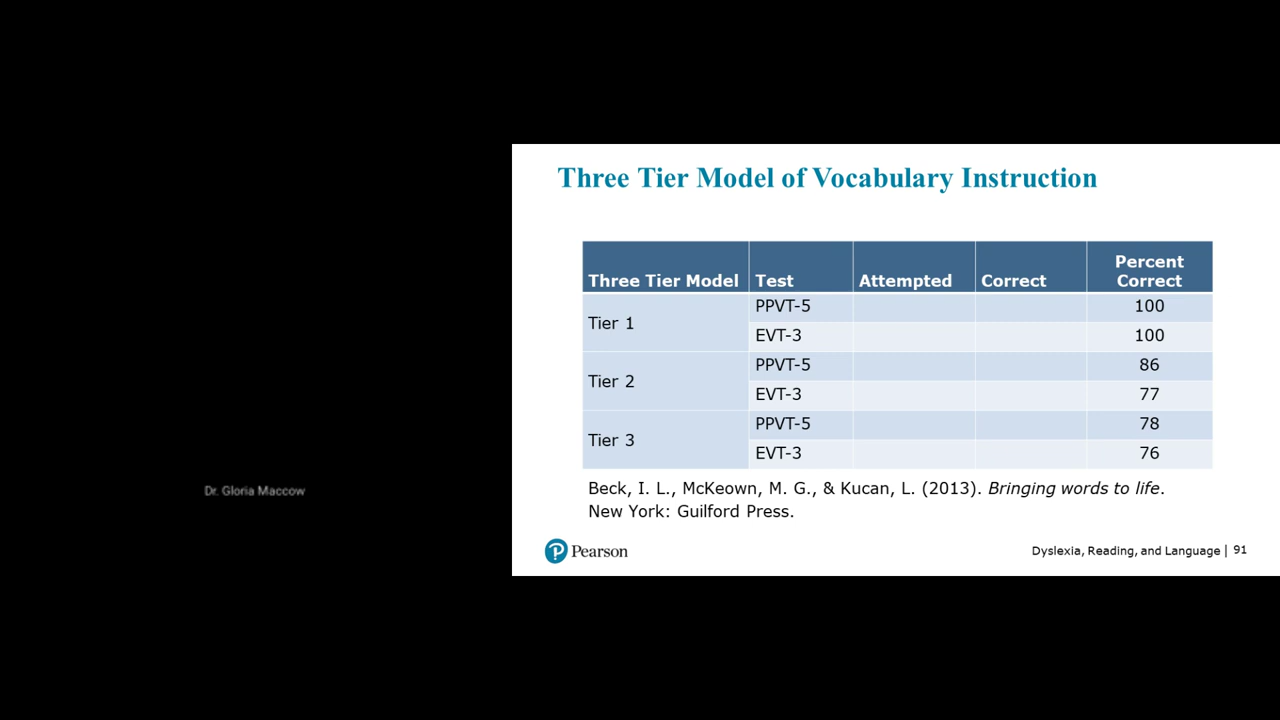 Three Tier Model of Vocabulary Instruction
Three Tier Model Test Attempted Correct Percent Correct
Tier 1 PPVT-5 100
EVT-3 100
Tier 2 PPVT-5 86
EVT-3 77
Tier 3 PPVT-5 78
EVT-3 76
Beck, I. L., McKeown, M. G., & Kucan, L. (2013). Bringing words to life.
New York: Guilford Press.
Dr. Gloria Maccow
Pearson
Dyslexia, Reading, and Language | 91